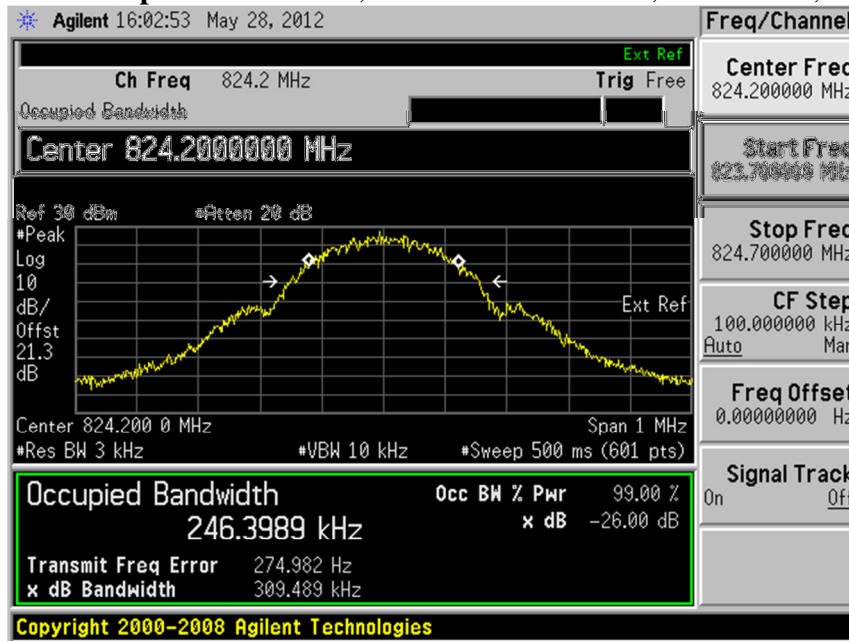 Agilent 16:02:53 May 28, 2012
Freq/Channel
Ext Ref
Ch Freq 824.2 MHz
Trig Free
Occupied Bandwidth
Center 824.2000000 MHz
Ref 30 dBm
#Atten 20 dB
#Peak
Log
10
dB/
Offst
21.3
dB
Ext Ref
Center 824.200 0 MHz
Span 1 MHz
#Res BW 3 kHz
#VBW 10 kHz
#Sweep 500 ms (601 pts)
Occupied Bandwidth
246.3989 kHz
Occ BW % Pwr 99.00 %
x dB -26.00 dB
Transmit Freq Error 274.982 Hz
x dB Bandwidth 309.489 kHz
Copyright 2000-2008 Agilent Technologies
Center Freq
824.200000 MHz
Start Freq
823.700000 MHz
Stop Freq
824.700000 MHz
CF Step
100.000000 kHz
Auto Man
Freq Offset
0.00000000 Hz
Signal Track
On Off